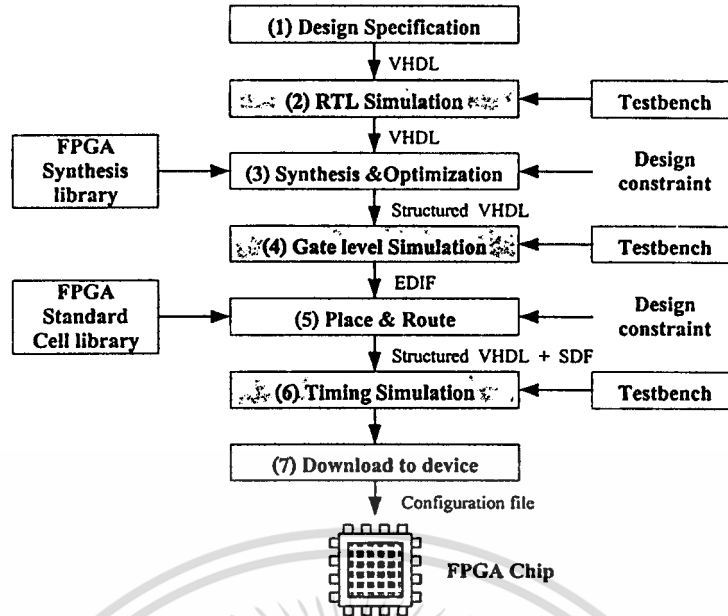 (1) Design Specification
VHDL
(2) RTL Simulation
Testbench
VHDL
FPGA
Synthesis
library
(3) Synthesis &Optimization
Design
constraint
Structured VHDL
(4) Gate level Simulation
Testbench
EDIF
FPGA
Standard
Cell library
(5) Place & Route
Design
constraint
Structured VHDL + SDF
(6) Timing Simulation
Testbench
(7) Download to device
Configuration file
FPGA Chip